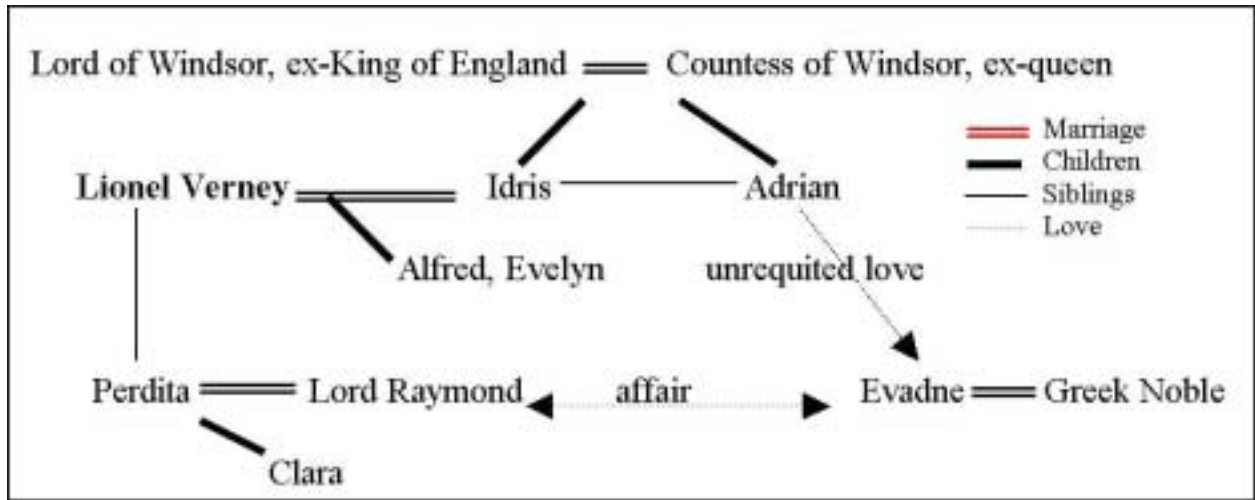 Lord of Windsor, ex-King of England Countess of Windsor, ex-queen
Marriage
Children
Siblings
Love
Lionel Verney Idris Adrian
Alfred, Evelyn unrequited love
Perdita Lord Raymond affair Evadne Greek Noble
Clara